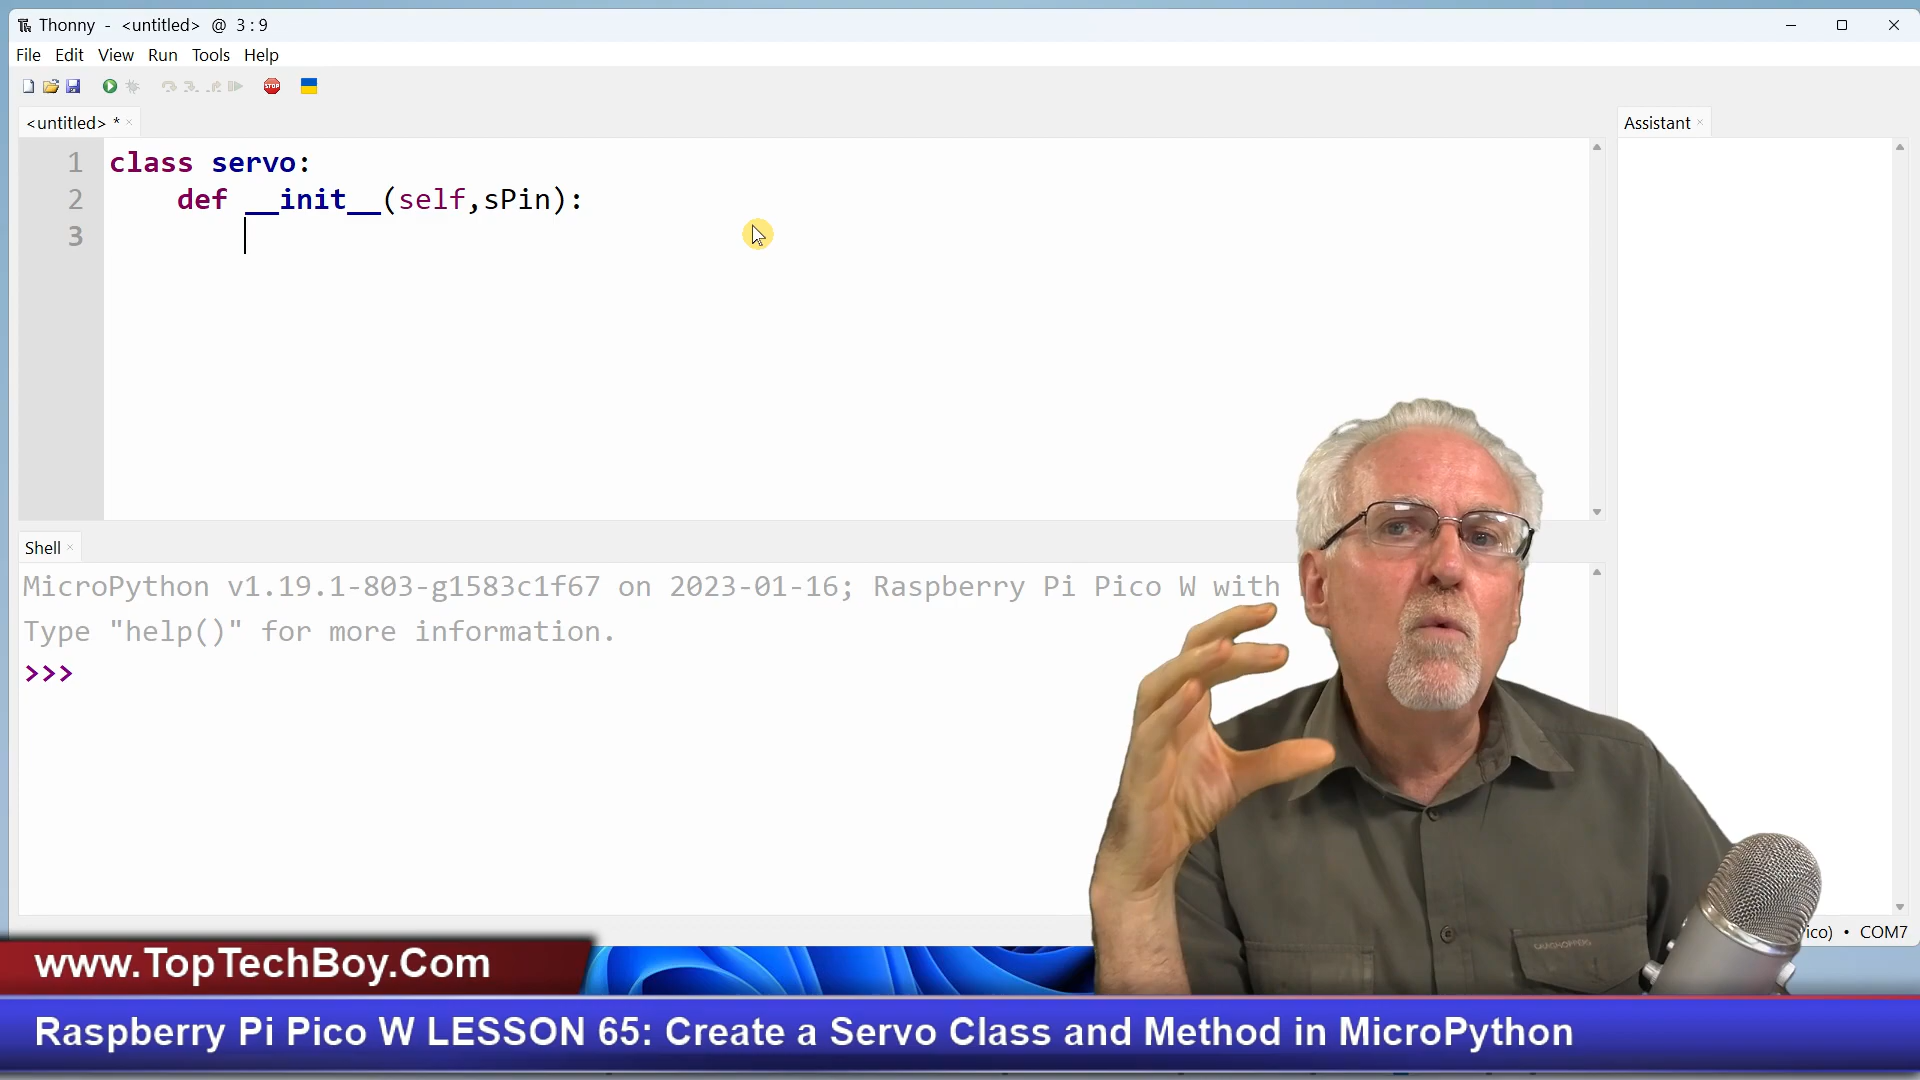 Thonny - <untitled> @ 3:9
File Edit View Run Tools Help
STOP
<untitled> *
Assistant
1 class servo:
2 def __init__(self,sPin):
3
Shell
MicroPython v1.19.1-803-g1583c1f67 on 2023-01-16; Raspberry Pi Pico W with
Type "help()" for more information.
>>>
ico) • COM7
www.TopTechBoy.Com
Raspberry Pi Pico W LESSON 65: Create a Servo Class and Method in MicroPython